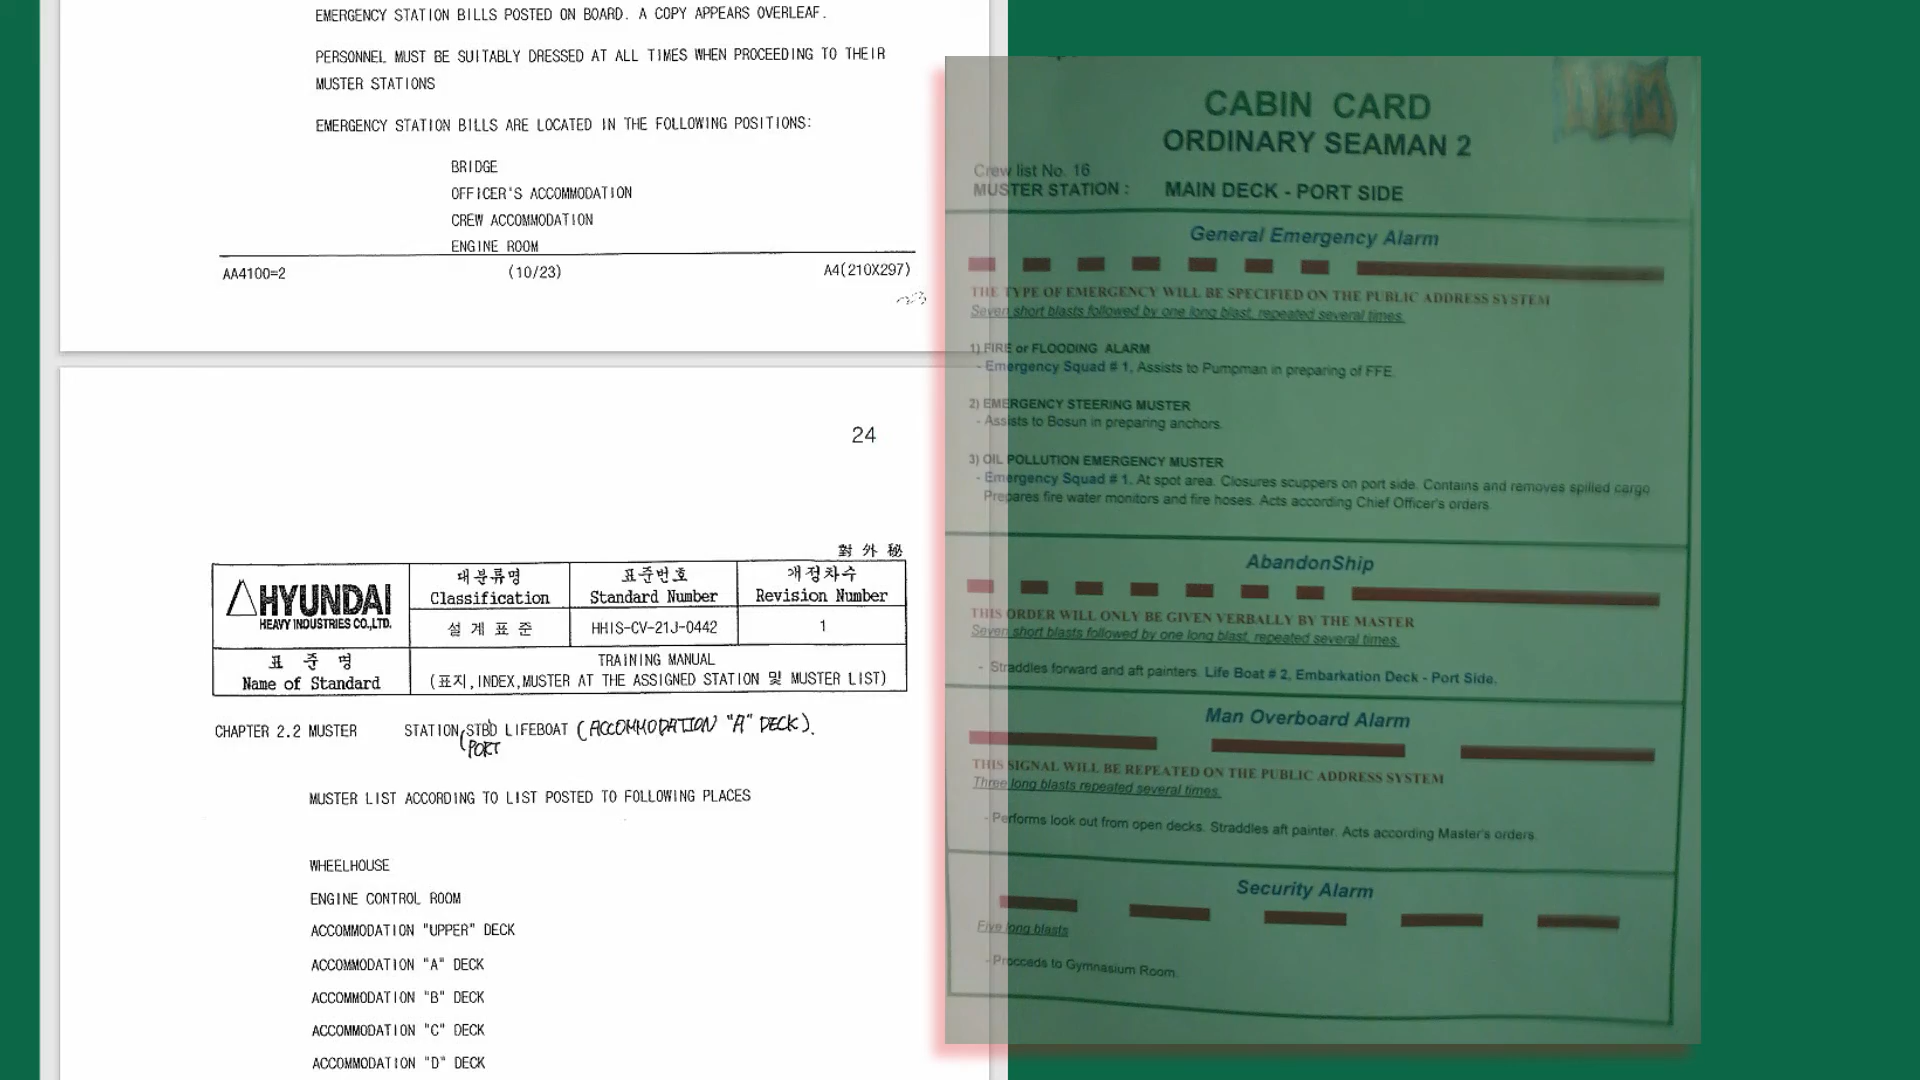 EMERGENCY STATION BILLS POSTED ON BOARD. A COPY APPEARS OVERLEAF.
PERSONNEL MUST BE SUITABLY DRESSED AT ALL TIMES WHEN PROCEEDING TO THEIR
MUSTER STATIONS
EMERGENCY STATION BILLS ARE LOCATED IN THE FOLLOWING POSITIONS:
BRIDGE
OFFICER'S ACCOMMODATION
CREW ACCOMMODATION
ENGINE ROOM
AA4100=2 (10/23) A4(210X297)
24
對外秘
HYUNDAI
HEAVY INDUSTRIES CO.,LTD.
대분류명
Classification
표준번호
Standard Number
개정차수
Revision Number
설계표준
HHIS-CV-21J-0442
1
표준명
Name of Standard
TRAINING MANUAL
(표지,INDEX,MUSTER AT THE ASSIGNED STATION 및 MUSTER LIST)
CHAPTER 2.2 MUSTER STATION STBD LIFEBOAT (ACCOMMODATION "A" DECK).
(PORT
MUSTER LIST ACCORDING TO LIST POSTED TO FOLLOWING PLACES
WHEELHOUSE
ENGINE CONTROL ROOM
ACCOMMODATION "UPPER" DECK
ACCOMMODATION "A" DECK
ACCOMMODATION "B" DECK
ACCOMMODATION "C" DECK
ACCOMMODATION "D" DECK
CABIN CARD
ORDINARY SEAMAN 2
Crew list No. 16
MUSTER STATION : MAIN DECK - PORT SIDE
General Emergency Alarm
THE TYPE OF EMERGENCY WILL BE SPECIFIED ON THE PUBLIC ADDRESS SYSTEM
Seven short blasts followed by one long blast, repeated several times.
1) FIRE or FLOODING ALARM
- Emergency Squad # 1, Assists to Pumpman in preparing of FFE.
2) EMERGENCY STEERING MUSTER
- Assists to Bosun in preparing anchors.
3) OIL POLLUTION EMERGENCY MUSTER
- Emergency Squad # 1. At spot area. Closures scuppers on port side. Contains and removes spilled cargo
Prepares fire water monitors and fire hoses. Acts according Chief Officer's orders
AbandonShip
THIS ORDER WILL ONLY BE GIVEN VERBALLY BY THE MASTER
Seven short blasts followed by one long blast, repeated several times.
- Straddles forward and aft painters. Life Boat # 2, Embarkation Deck - Port Side.
Man Overboard Alarm
THIS SIGNAL WILL BE REPEATED ON THE PUBLIC ADDRESS SYSTEM
Three long blasts repeated several times.
- Performs look out from open decks. Straddles aft painter. Acts according Master's orders.
Security Alarm
Five long blasts
- Proceeds to Gymnasium Room.